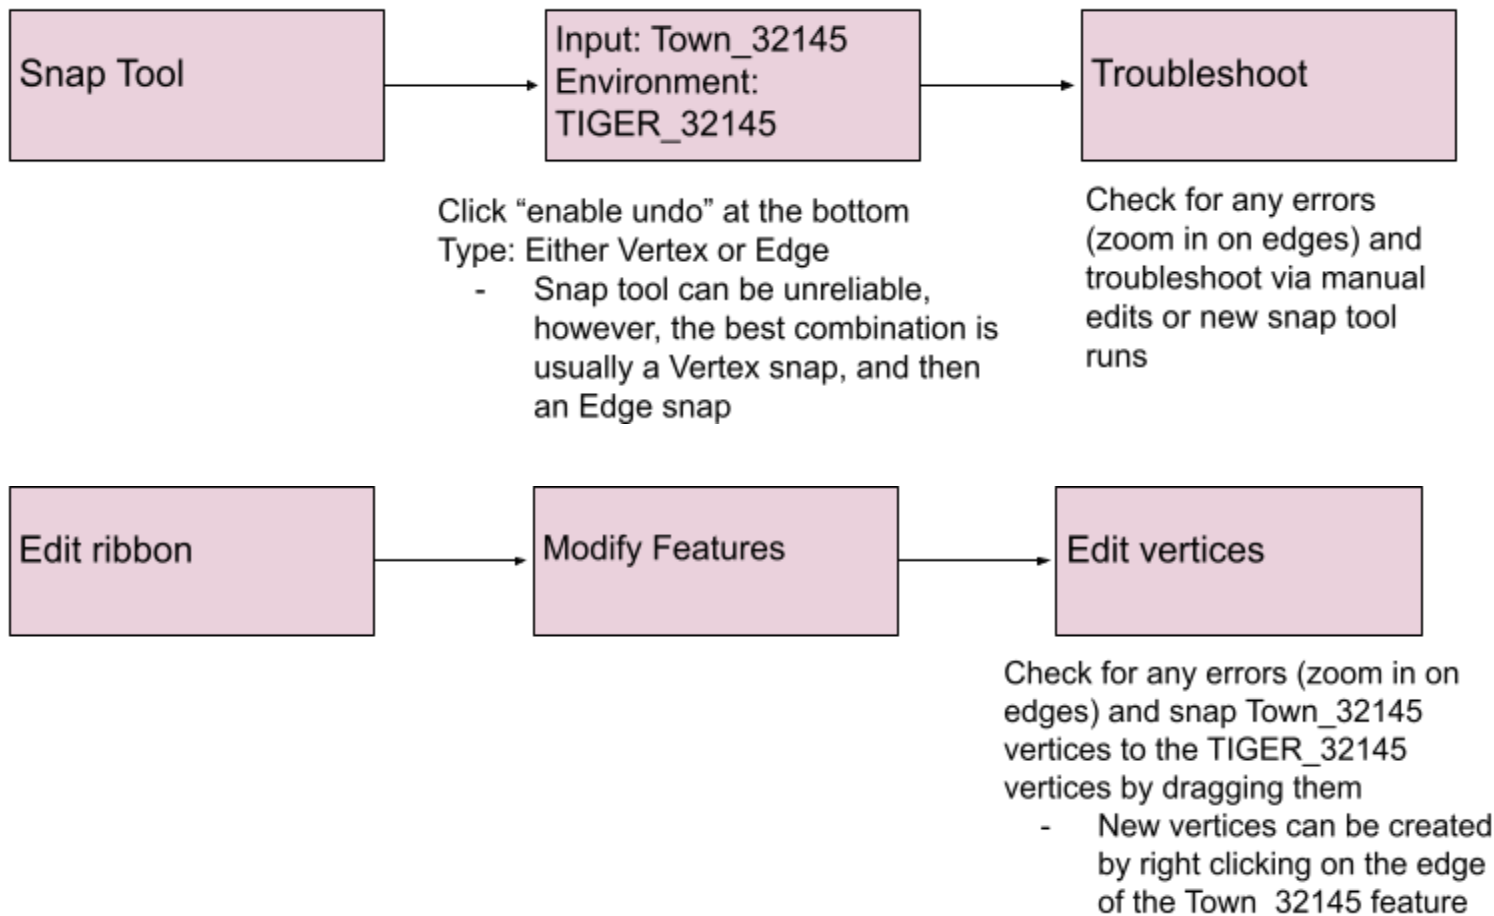 Snap Tool
Input: Town_32145
Environment:
TIGER_32145
Troubleshoot
Click “enable undo” at the bottom
Type: Either Vertex or Edge
- Snap tool can be unreliable,
however, the best combination is
usually a Vertex snap, and then
an Edge snap
Check for any errors
(zoom in on edges) and
troubleshoot via manual
edits or new snap tool
runs
Edit ribbon
Modify Features
Edit vertices
Check for any errors (zoom in on
edges) and snap Town_32145
vertices to the TIGER_32145
vertices by dragging them
- New vertices can be created
by right clicking on the edge
of the Town_32145 feature